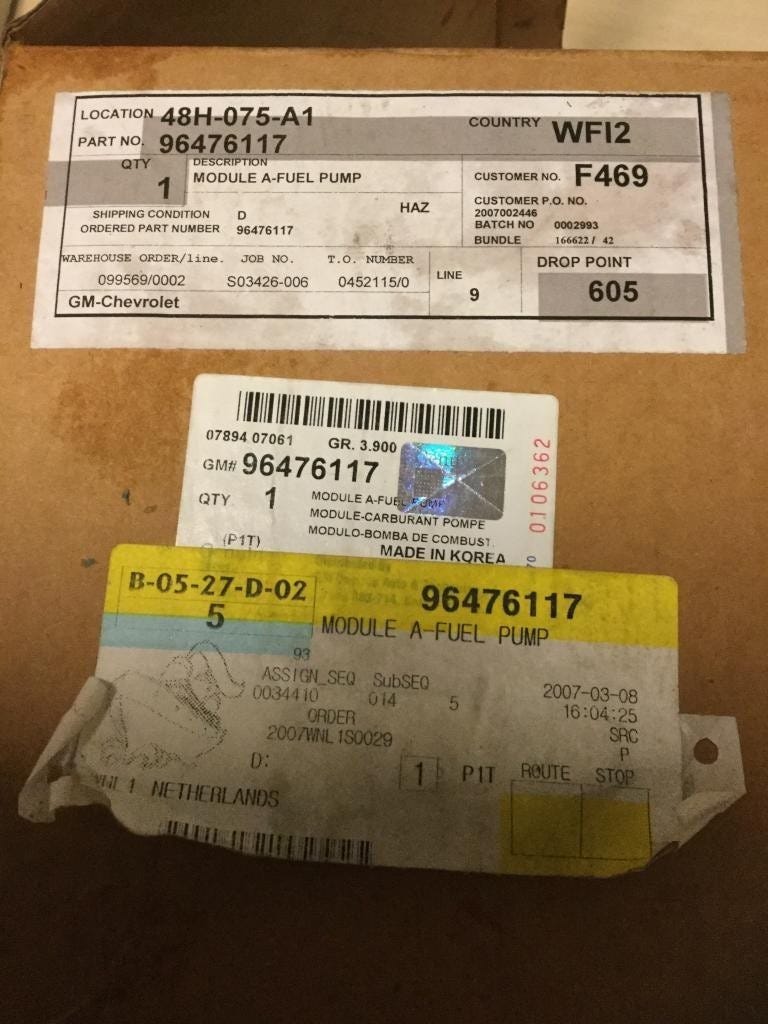 LOCATION 48H-075-A1
COUNTRY WFI2
PART NO. 96476117
QTY 1
DESCRIPTION
MODULE A-FUEL PUMP
CUSTOMER NO. F469
SHIPPING CONDITION D
HAZ
CUSTOMER P.O. NO.
2007002446
ORDERED PART NUMBER 96476117
BATCH NO 0002993
BUNDLE 166622/ 42
WAREHOUSE ORDER/line. JOB NO. T.O. NUMBER
099569/0002 S03426-006 0452115/0
LINE
9
DROP POINT
605
GM-Chevrolet
07894 07061 GR. 3.900
GM# 96476117
QTY 1
MODULE A-FUEL PUMP
MODULE-CARBURANT POMPE
MODULO-BOMBA DE COMBUST.
(P1T)
MADE IN KOREA
0106362
70
B-05-27-D-02
5
96476117
MODULE A-FUEL PUMP
93
ASSIGN_SEQ SubSEQ
0034410 014 5
2007-03-08
16:04:25
ORDER
2007WNL1S0029
SRC
P
D:
1 P1T ROUTE STOP
WNL1 NETHERLANDS